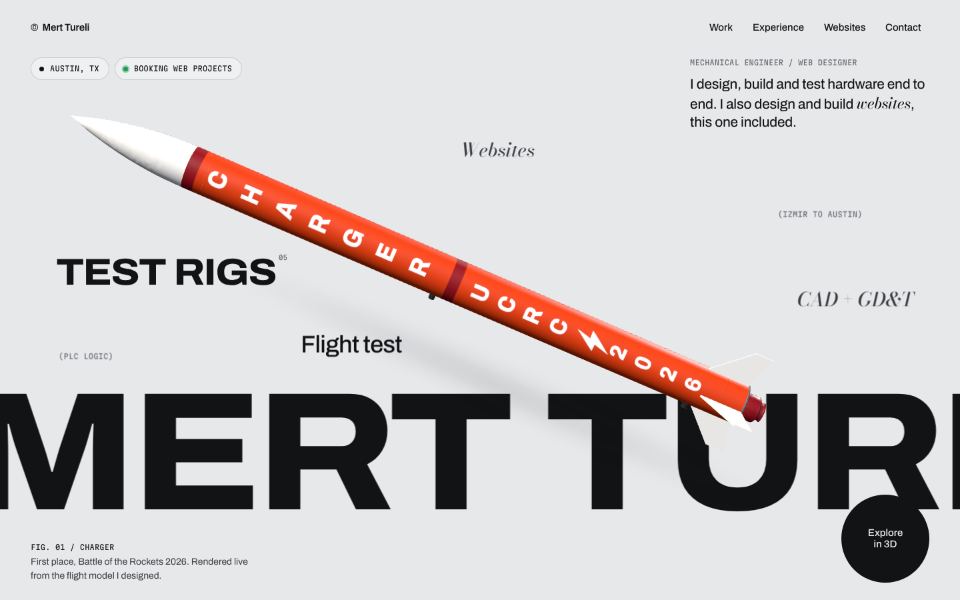 © Mert Tureli
Work Experience Websites Contact
AUSTIN, TX
BOOKING WEB PROJECTS
MECHANICAL ENGINEER / WEB DESIGNER
I design, build and test hardware end to
end. I also design and build websites,
this one included.
Websites
(IZMIR TO AUSTIN)
CHARGER UCRC 2026
TEST RIGS 05
CAD + GD&T
Flight test
(PLC LOGIC)
MERT TUR
Explore
in 3D
FIG. 01 / CHARGER
First place, Battle of the Rockets 2026. Rendered live
from the flight model I designed.